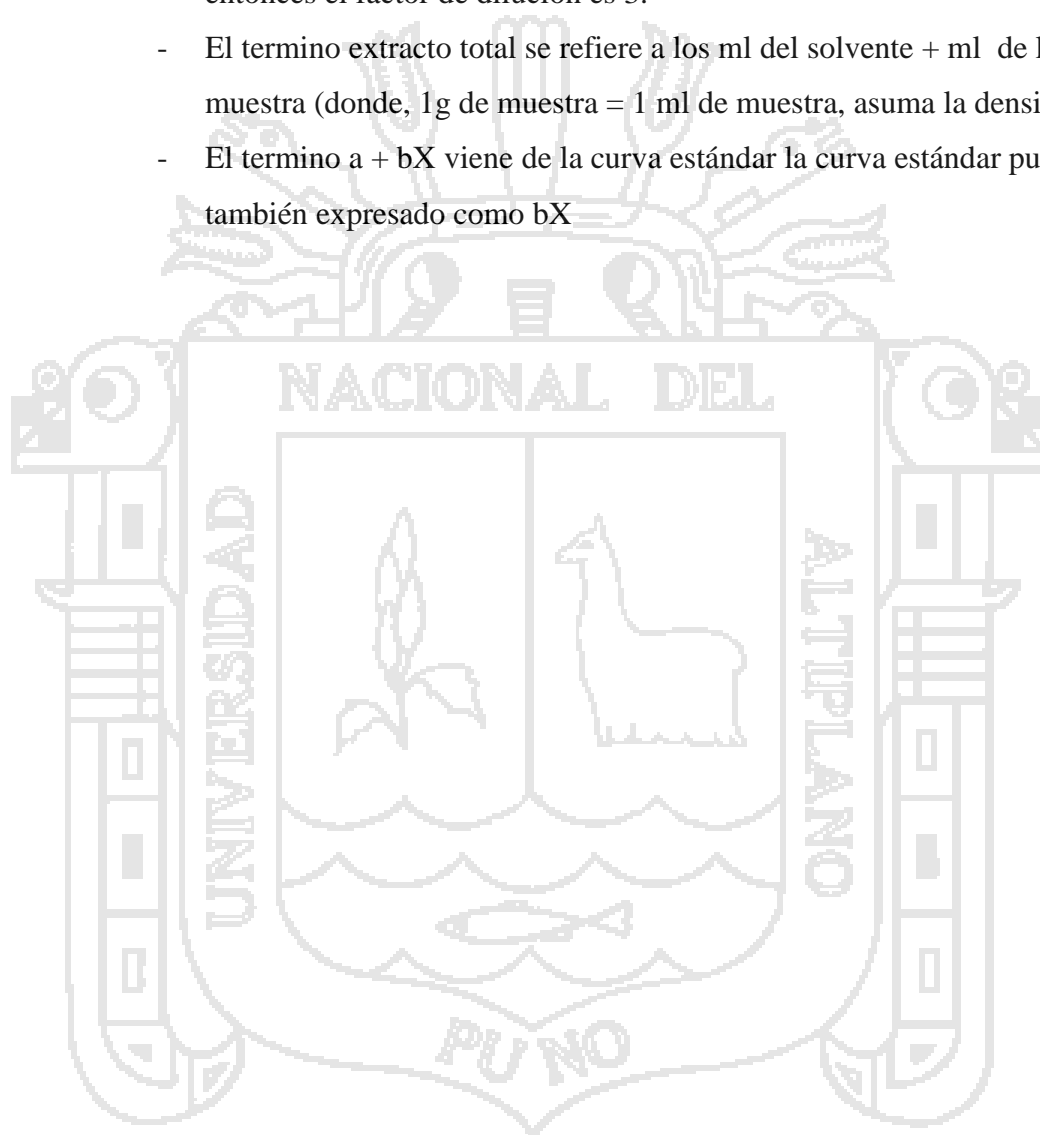 entonces el factor de dilución es 5.
- El termino extracto total se refiere a los ml del solvente + ml de
muestra (donde, 1g de muestra = 1 ml de muestra, asuma la
- El termino a + bX viene de la curva estándar la curva estándar
también expresado como bX
NACIONAL DEL
UNIVERSIDAD
ALTIPLANO
PUNO